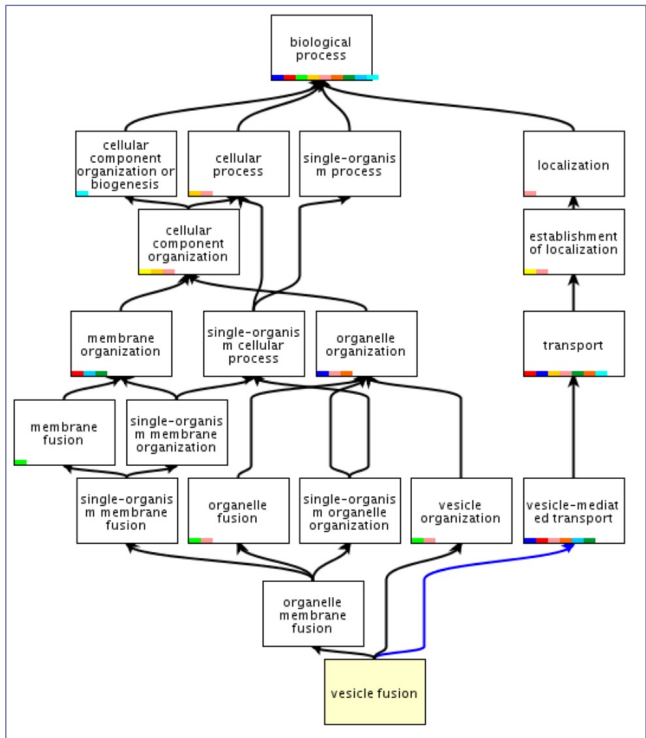 biological
process
cellular
component
organization or
biogenesis
cellular
process
single-organis
m process
localization
cellular
component
organization
establishment
of localization
membrane
organization
single-organis
m cellular
process
organelle
organization
transport
membrane
fusion
single-organis
m membrane
organization
single-organis
m membrane
fusion
organelle
fusion
single-organis
m organelle
organization
vesicle
organization
vesicle-mediat
ed transport
organelle
membrane
fusion
vesicle fusion